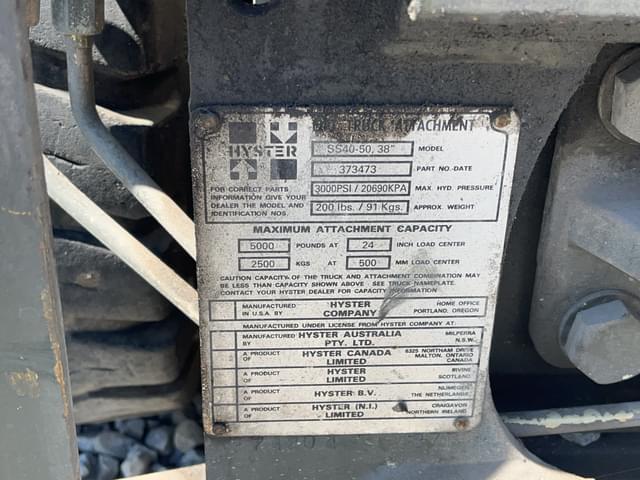 TRUCK ATTACHMENT
HYSTER
SS40-50, 38" MODEL
373473 PART NO.-DATE
3000PSI / 20690KPA MAX. HYD. PRESSURE
200 lbs. / 91 Kgs. APPROX. WEIGHT
FOR CORRECT PARTS
INFORMATION GIVE YOUR
DEALER THE MODEL AND
IDENTIFICATION NOS.
MAXIMUM ATTACHMENT CAPACITY
5000 POUNDS AT 24 INCH LOAD CENTER
2500 KGS AT 500 MM LOAD CENTER
CAUTION CAPACITY OF THE TRUCK AND ATTACHMENT COMBINATION MAY
BE LESS THAN CAPACITY SHOWN ABOVE - SEE TRUCK NAMEPLATE.
CONTACT YOUR HYSTER DEALER FOR CAPACITY INFORMATION
MANUFACTURED IN U.S.A. BY HYSTER COMPANY HOME OFFICE PORTLAND, OREGON
MANUFACTURED UNDER LICENSE FROM HYSTER COMPANY AT:
MANUFACTURED BY HYSTER AUSTRALIA PTY. LTD. MILPERRA N.S.W.
A PRODUCT OF HYSTER CANADA LIMITED 6325 NORTHAM DRIVE MALTON, ONTARIO CANADA
A PRODUCT OF HYSTER LIMITED IRVINE SCOTLAND
A PRODUCT OF HYSTER B.V. NIJMEGEN THE NETHERLANDS
A PRODUCT OF HYSTER (N.I.) LIMITED CRAIGAVON NORTHERN IRELAND